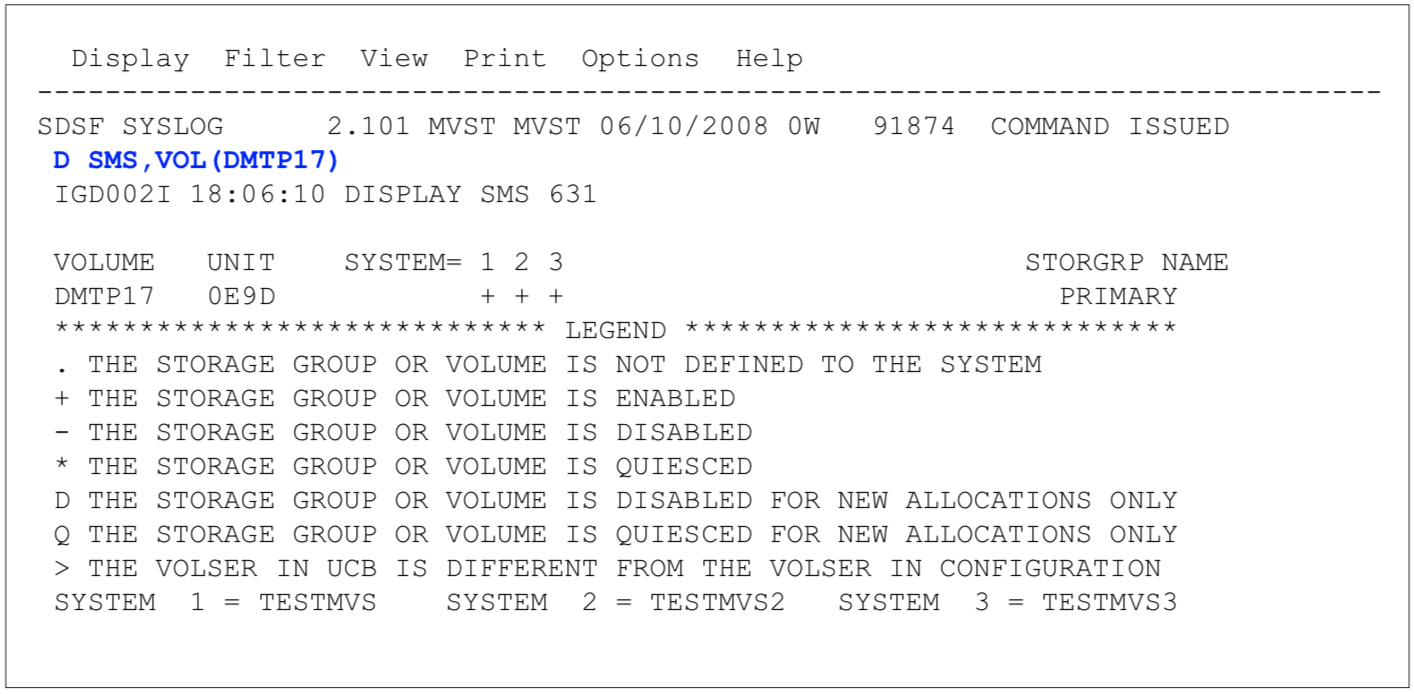 Display  Filter  View  Print  Options  Help
--------------------------------------------------------------------------------
SDSF SYSLOG      2.101 MVST MVST 06/10/2008 0W   91874  COMMAND ISSUED
D SMS,VOL(DMTP17)
IGD002I 18:06:10 DISPLAY SMS 631
VOLUME   UNIT    SYSTEM= 1 2 3                           STORGRP NAME
DMTP17   0E9D            + + +                             PRIMARY
***************************** LEGEND *****************************
. THE STORAGE GROUP OR VOLUME IS NOT DEFINED TO THE SYSTEM
+ THE STORAGE GROUP OR VOLUME IS ENABLED
- THE STORAGE GROUP OR VOLUME IS DISABLED
* THE STORAGE GROUP OR VOLUME IS QUIESCED
D THE STORAGE GROUP OR VOLUME IS DISABLED FOR NEW ALLOCATIONS ONLY
Q THE STORAGE GROUP OR VOLUME IS QUIESCED FOR NEW ALLOCATIONS ONLY
> THE VOLSER IN UCB IS DIFFERENT FROM THE VOLSER IN CONFIGURATION
SYSTEM  1 = TESTMVS    SYSTEM  2 = TESTMVS2   SYSTEM  3 = TESTMVS3